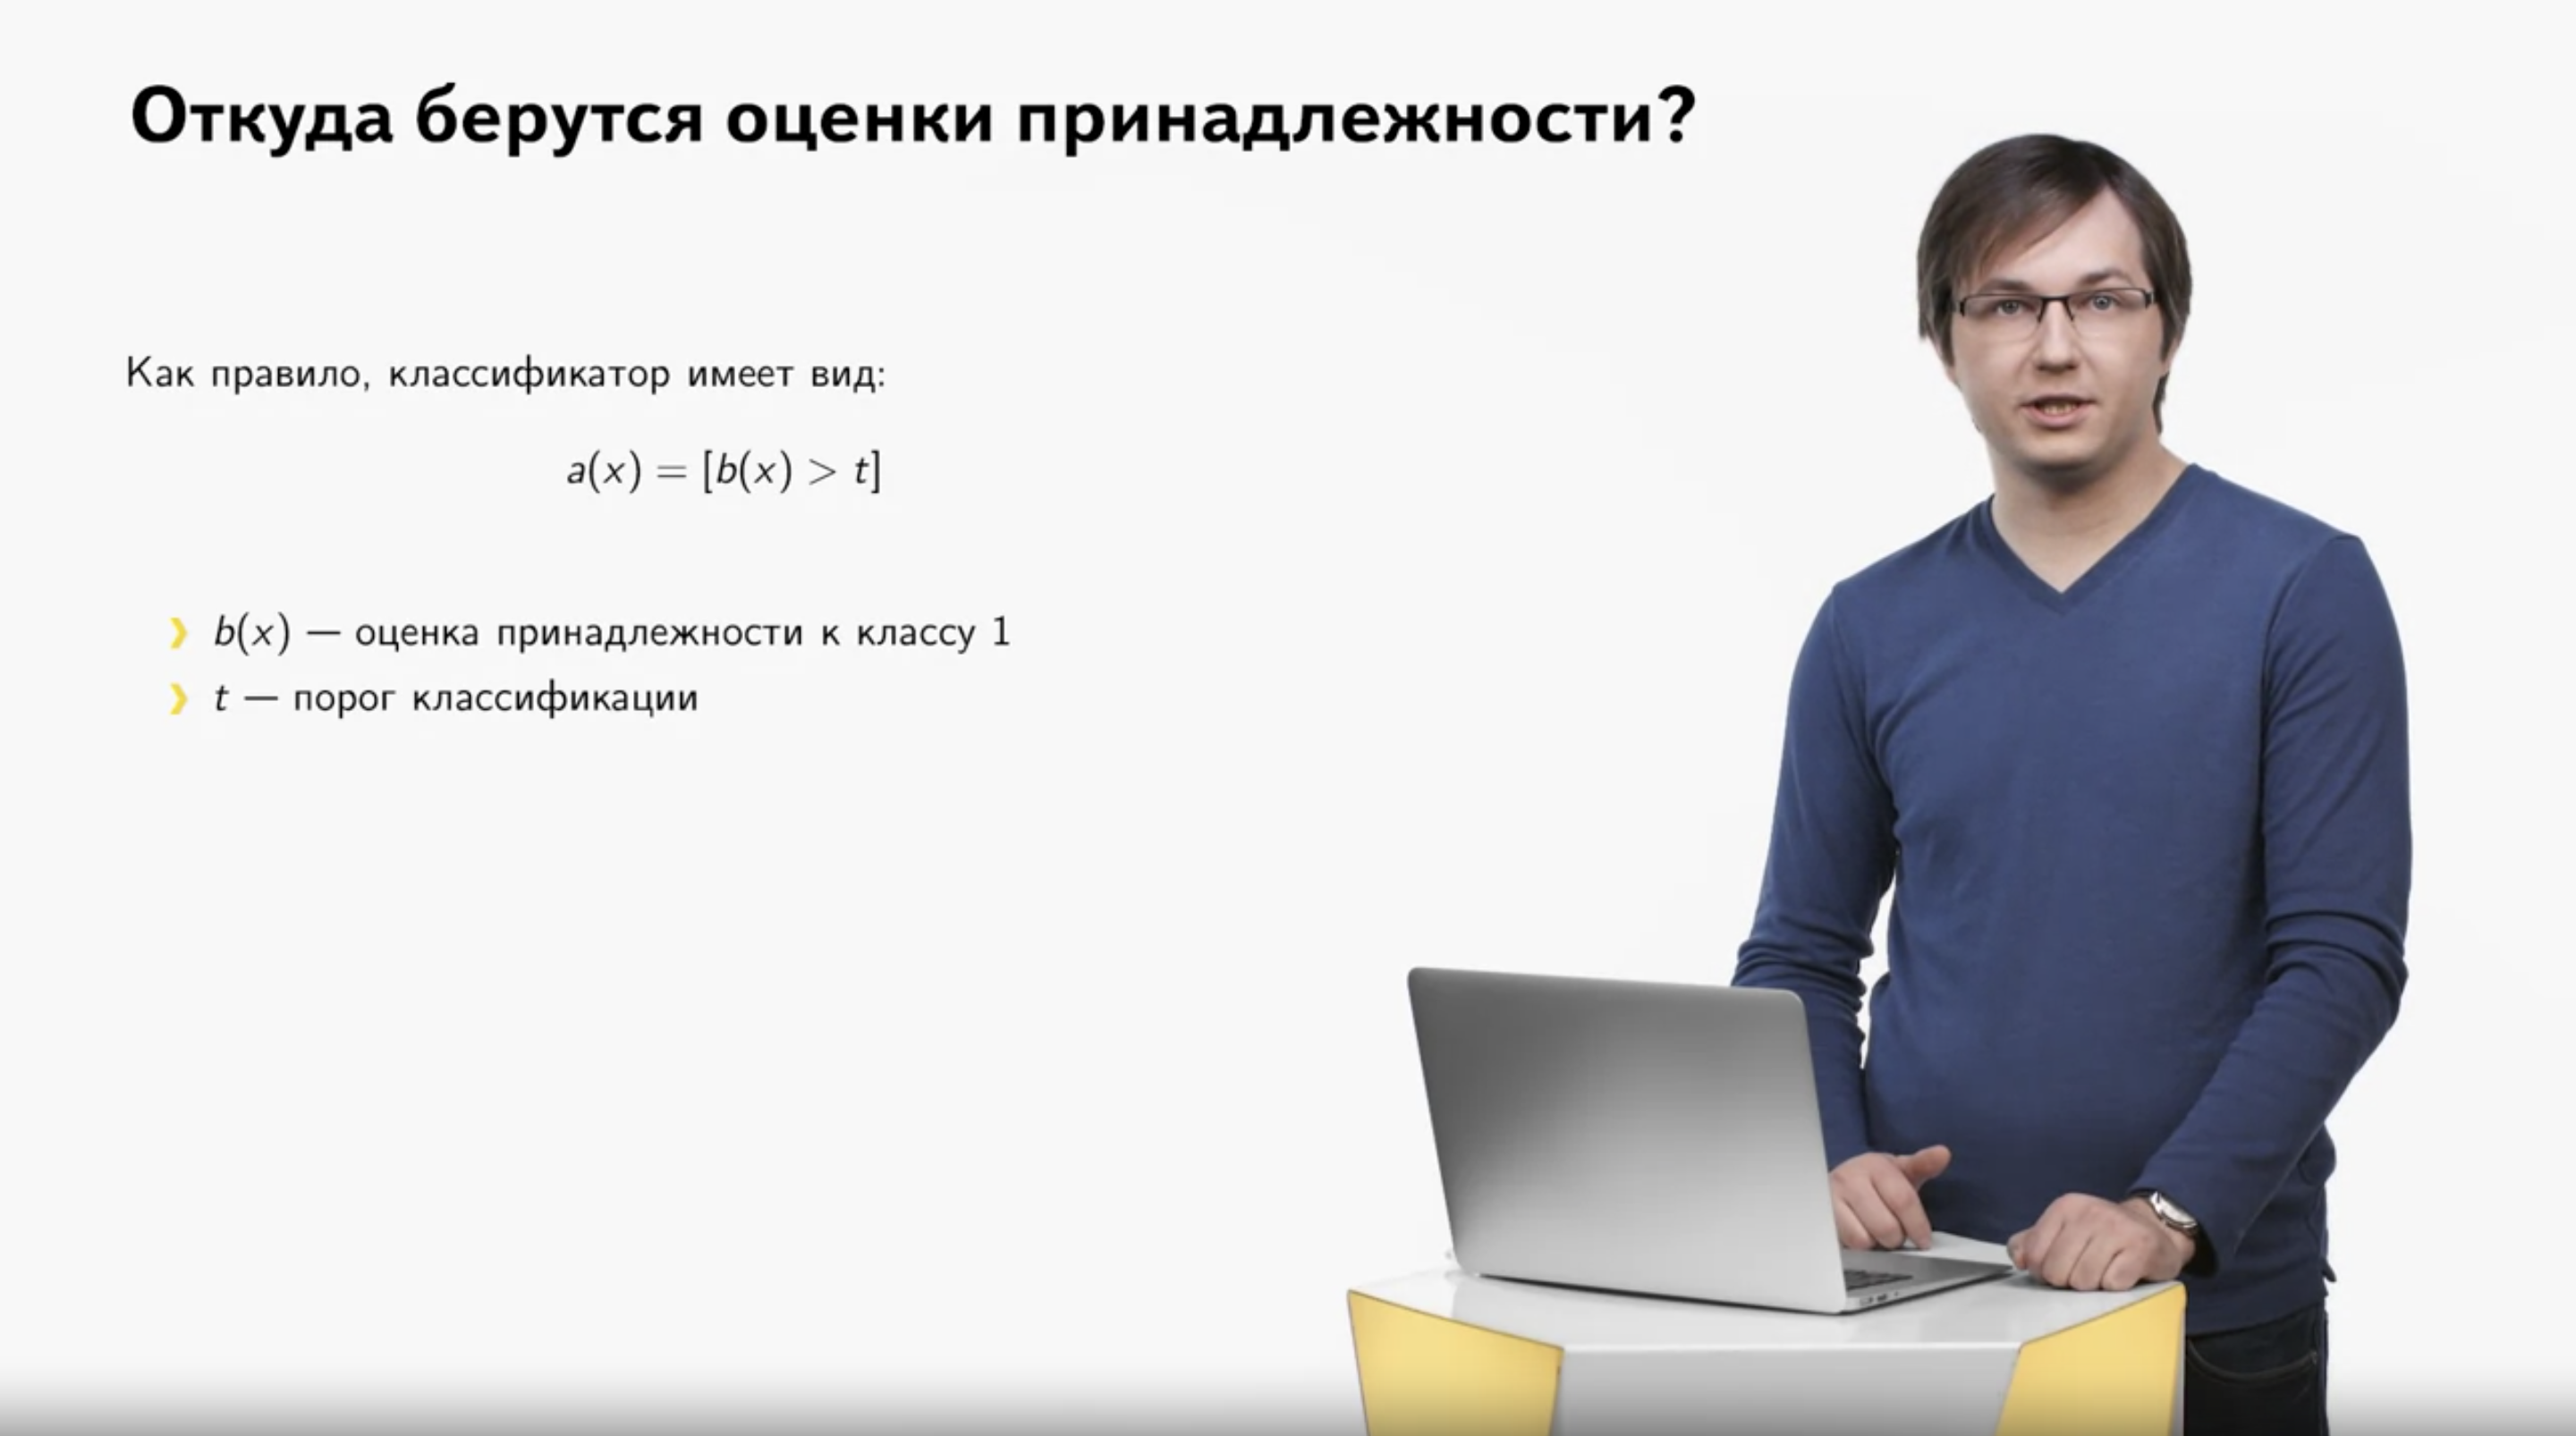 Откуда берутся оценки принадлежности?
Как правило, классификатор имеет вид:
a(x) = [b(x) > t]
b(x) — оценка принадлежности к классу 1
t — порог классификации